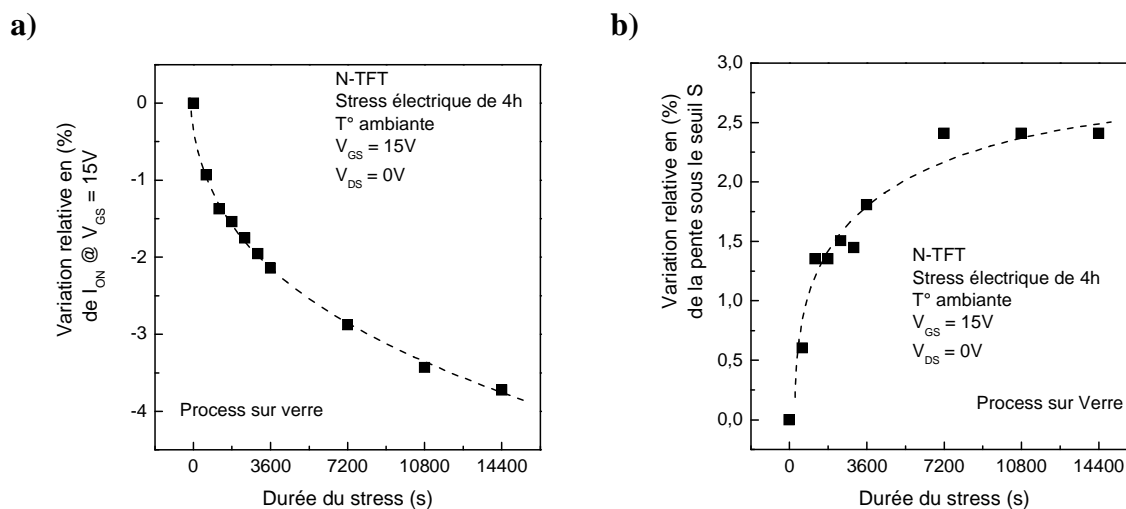 a)
Variation relative en (%)
de I_ON @ V_GS = 15V
0
-1
-2
-3
-4
N-TFT
Stress électrique de 4h
T° ambiante
V_GS = 15V
V_DS = 0V
Process sur verre
0 3600 7200 10800 14400
Durée du stress (s)
b)
Variation relative en (%)
de la pente sous le seuil S
3,0
2,5
2,0
1,5
1,0
0,5
0,0
N-TFT
Stress électrique de 4h
T° ambiante
V_GS = 15V
V_DS = 0V
Process sur Verre
0 3600 7200 10800 14400
Durée du stress (s)